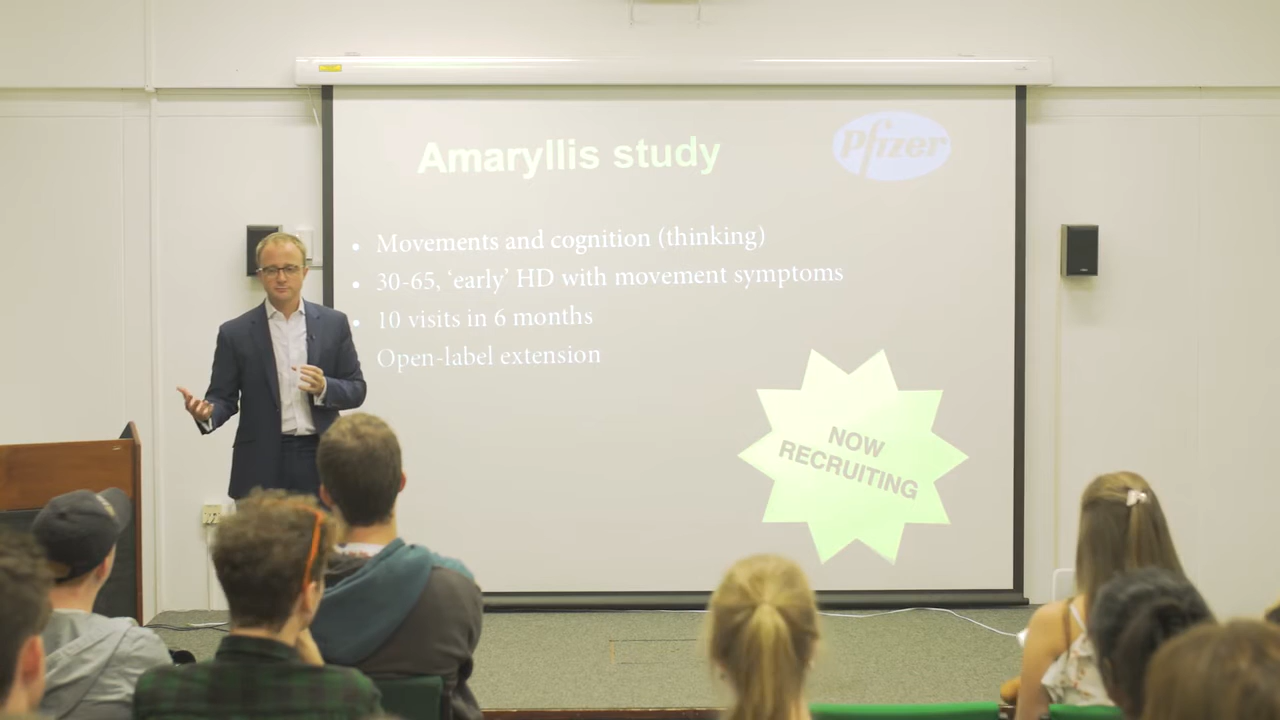 Amaryllis study
Pfizer
• Movements and cognition (thinking)
• 30-65, ‘early’ HD with movement symptoms
• 10 visits in 6 months
Open-label extension
NOW
RECRUITING